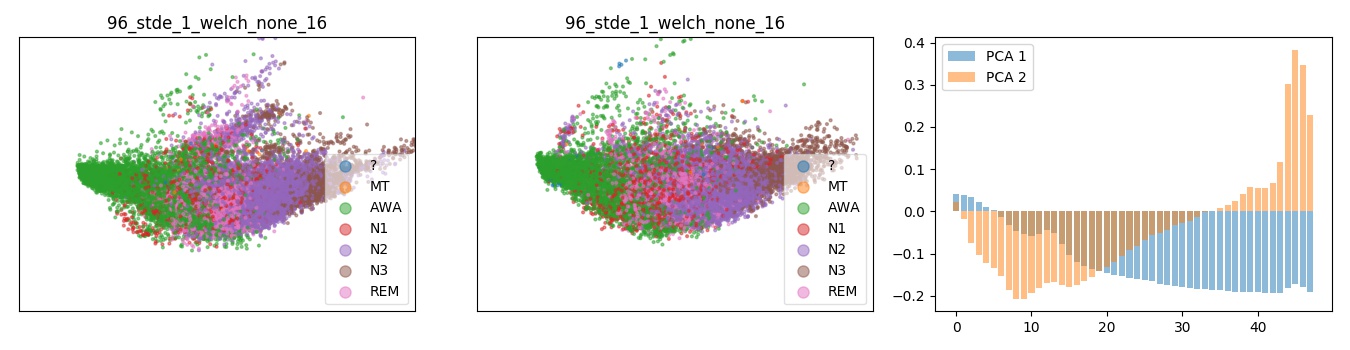 96_stde_1_welch_none_16
?
MT
AWA
N1
N2
N3
REM
96_stde_1_welch_none_16
?
MT
AWA
N1
N2
N3
REM
PCA 1
PCA 2
0.4
0.3
0.2
0.1
0.0
−0.1
−0.2
0 10 20 30 40